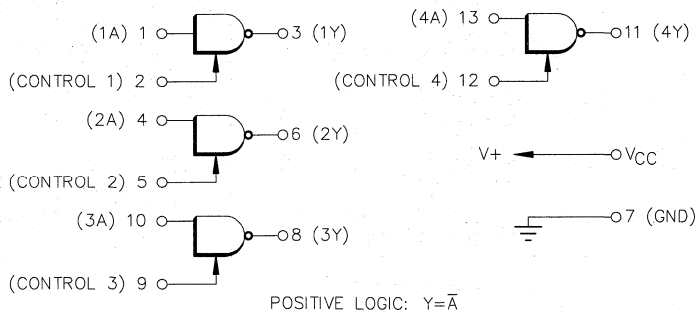 (1A) 1 3 (1Y)
(CONTROL 1) 2
(2A) 4 6 (2Y)
(CONTROL 2) 5
(3A) 10 8 (3Y)
(CONTROL 3) 9
(4A) 13 11 (4Y)
(CONTROL 4) 12
V+ VCC
7 (GND)
POSITIVE LOGIC: Y=A̅